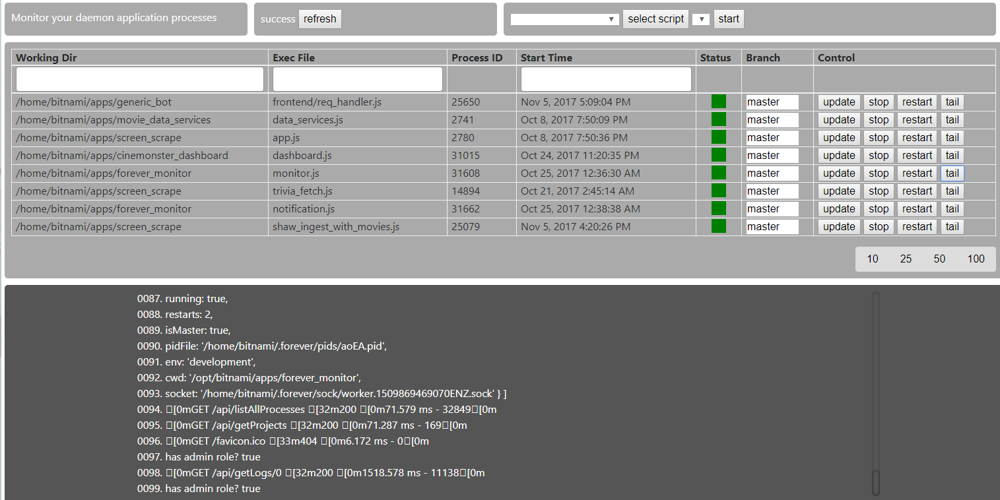 Monitor your daemon application processes success refresh select script start
Working Dir Exec File Process ID Start Time Status Branch Control
/home/bitnami/apps/generic_bot frontend/req_handler.js 25650 Nov 5, 2017 5:09:04 PM master update stop restart tail
/home/bitnami/apps/movie_data_services data_services.js 2741 Oct 8, 2017 7:50:09 PM master update stop restart tail
/home/bitnami/apps/screen_scrape app.js 2780 Oct 8, 2017 7:50:36 PM master update stop restart tail
/home/bitnami/apps/cinemonster_dashboard dashboard.js 31015 Oct 24, 2017 11:20:35 PM master update stop restart tail
/home/bitnami/apps/forever_monitor monitor.js 31608 Oct 25, 2017 12:36:30 AM master update stop restart tail
/home/bitnami/apps/screen_scrape trivia_fetch.js 14894 Oct 21, 2017 2:45:14 AM master update stop restart tail
/home/bitnami/apps/forever_monitor notification.js 31662 Oct 25, 2017 12:38:38 AM master update stop restart tail
/home/bitnami/apps/screen_scrape shaw_ingest_with_movies.js 25079 Nov 5, 2017 4:20:26 PM master update stop restart tail
10 25 50 100
0087. running: true,
0088. restarts: 2,
0089. isMaster: true,
0090. pidFile: '/home/bitnami/.forever/pids/aoEA.pid',
0091. env: 'development',
0092. cwd: '/opt/bitnami/apps/forever_monitor',
0093. socket: '/home/bitnami/.forever/sock/worker.1509869469070ENZ.sock' } ]
0094. □[0mGET /api/listAllProcesses □[32m200 □[0m71.579 ms - 32849□[0m
0095. □[0mGET /api/getProjects □[32m200 □[0m71.287 ms - 169□[0m
0096. □[0mGET /favicon.ico □[33m404 □[0m6.172 ms - 0□[0m
0097. has admin role? true
0098. □[0mGET /api/getLogs/0 □[32m200 □[0m1518.578 ms - 11138□[0m
0099. has admin role? true